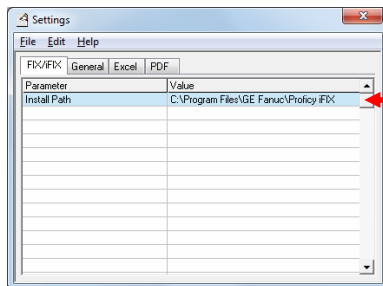 Settings
File Edit Help
FIX/iFIX General Excel PDF
Parameter Value
Install Path C:\Program Files\GE Fanuc\Proficy iFIX